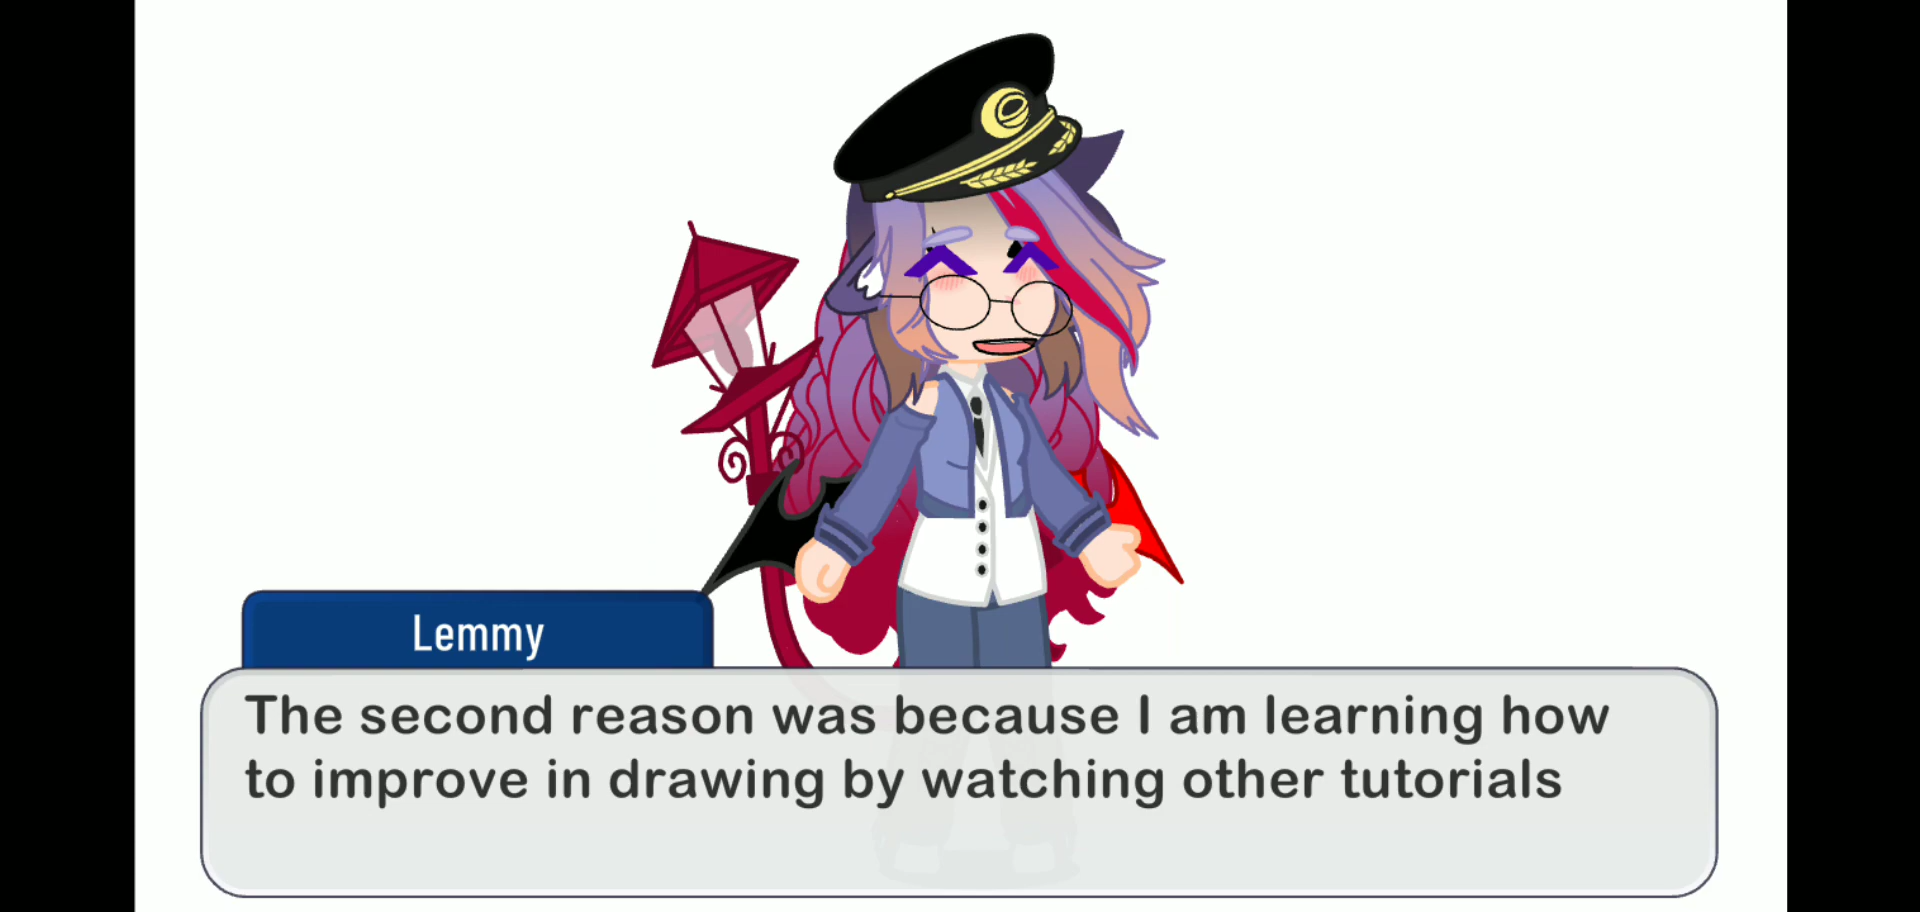 Lemmy
The second reason was because I am learning how
to improve in drawing by watching other tutorials